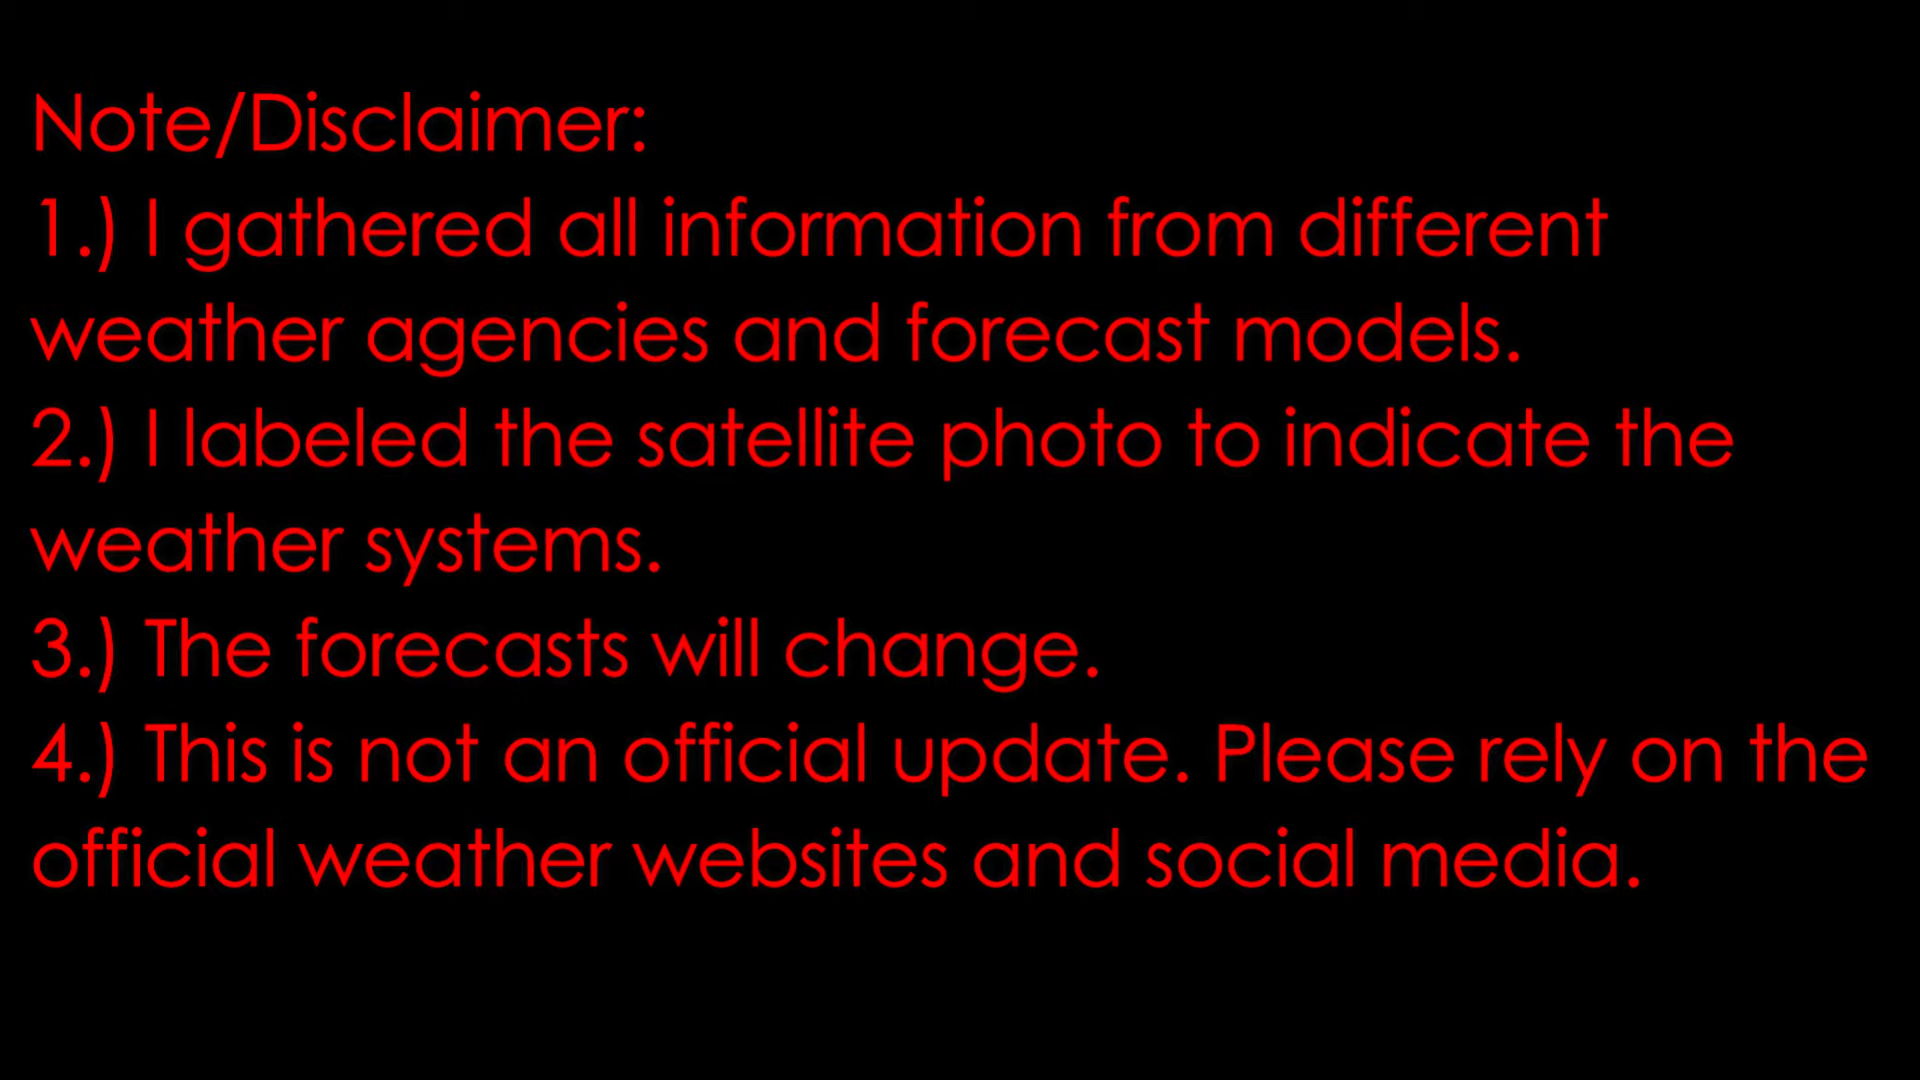 Note/Disclaimer:
1.) I gathered all information from different
weather agencies and forecast models.
2.) I labeled the satellite photo to indicate the
weather systems.
3.) The forecasts will change.
4.) This is not an official update. Please rely on the
official weather websites and social media.